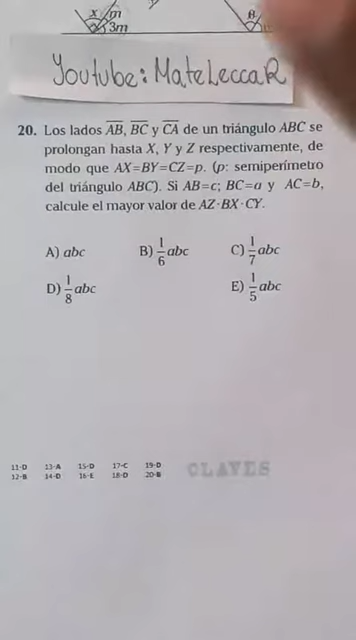 x m
3m
B
Youtube: MateLeccaR
20. Los lados AB, BC y CA de un triángulo ABC se
prolongan hasta X, Y y Z respectivamente, de
modo que AX=BY=CZ=p. (p: semiperímetro
del triángulo ABC). Si AB=c; BC=a y AC=b,
calcule el mayor valor de AZ·BX·CY.
A) abc B) 1/6 abc C) 1/7 abc
D) 1/8 abc E) 1/5 abc
11-D 13-A 15-D 17-C 19-D
12-B 14-D 16-E 18-D 20-B
CLAVES